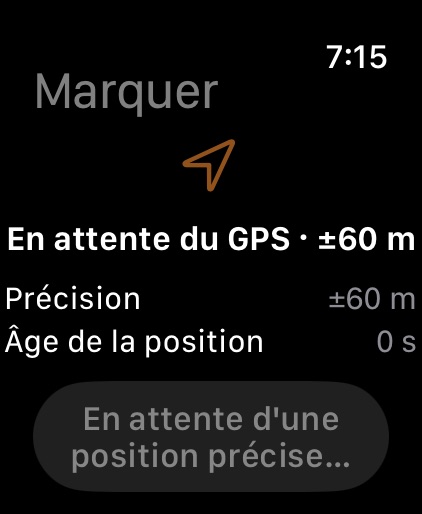 7:15
Marquer
En attente du GPS · ±60 m
Précision ±60 m
Âge de la position 0 s
En attente d'une
position précise…